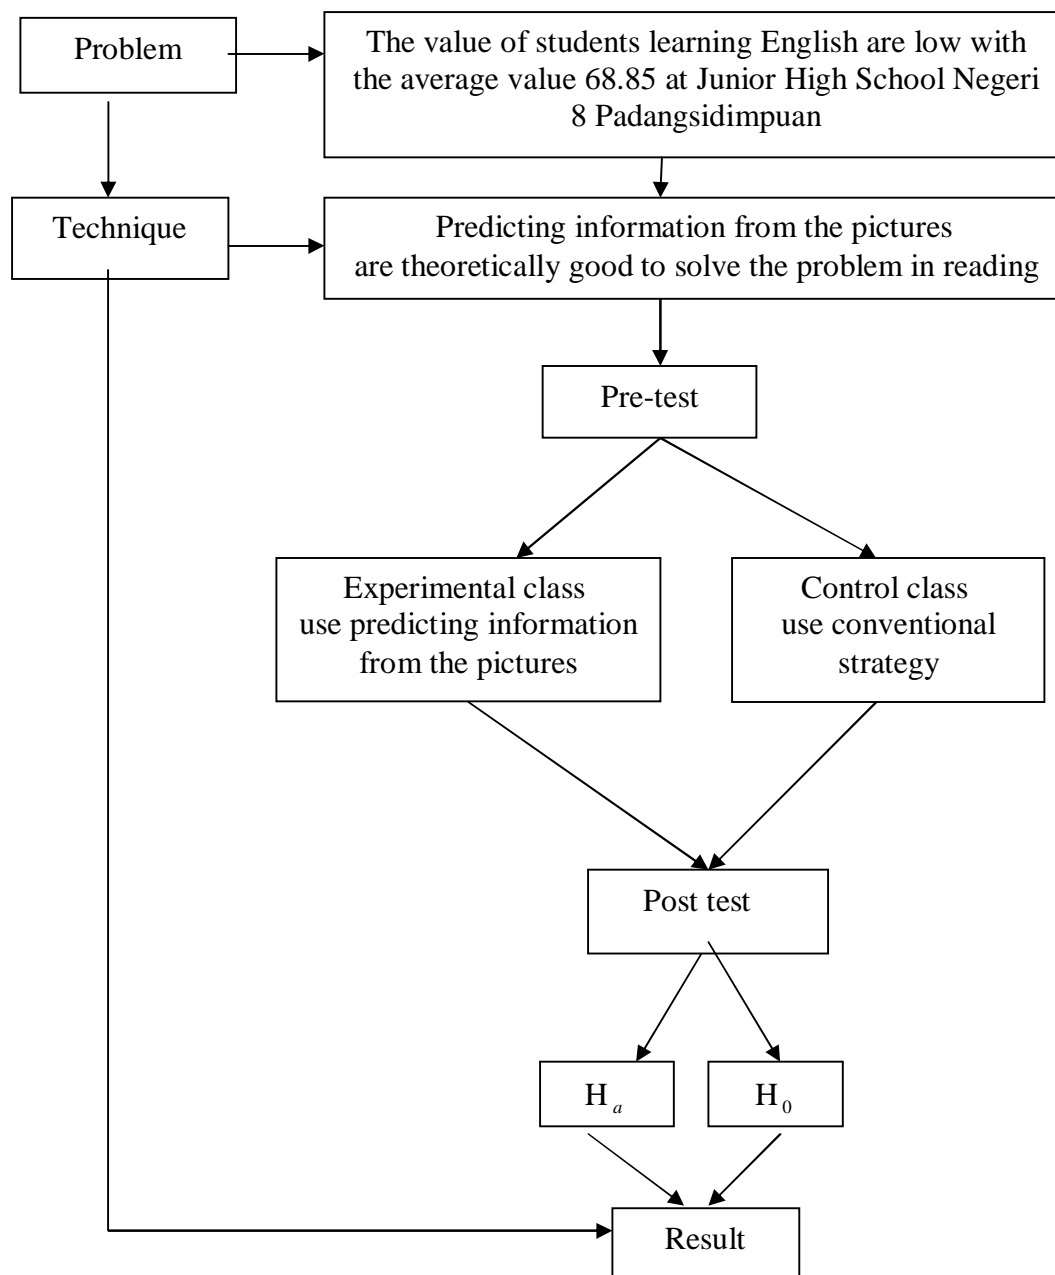 Problem
The value of students learning English are low with
the average value 68.85 at Junior High School Negeri
8 Padangsidimpuan
Technique
Predicting information from the pictures
are theoretically good to solve the problem in reading
Pre-test
Experimental class
use predicting information
from the pictures
Control class
use conventional
strategy
Post test
H a
H 0
Result